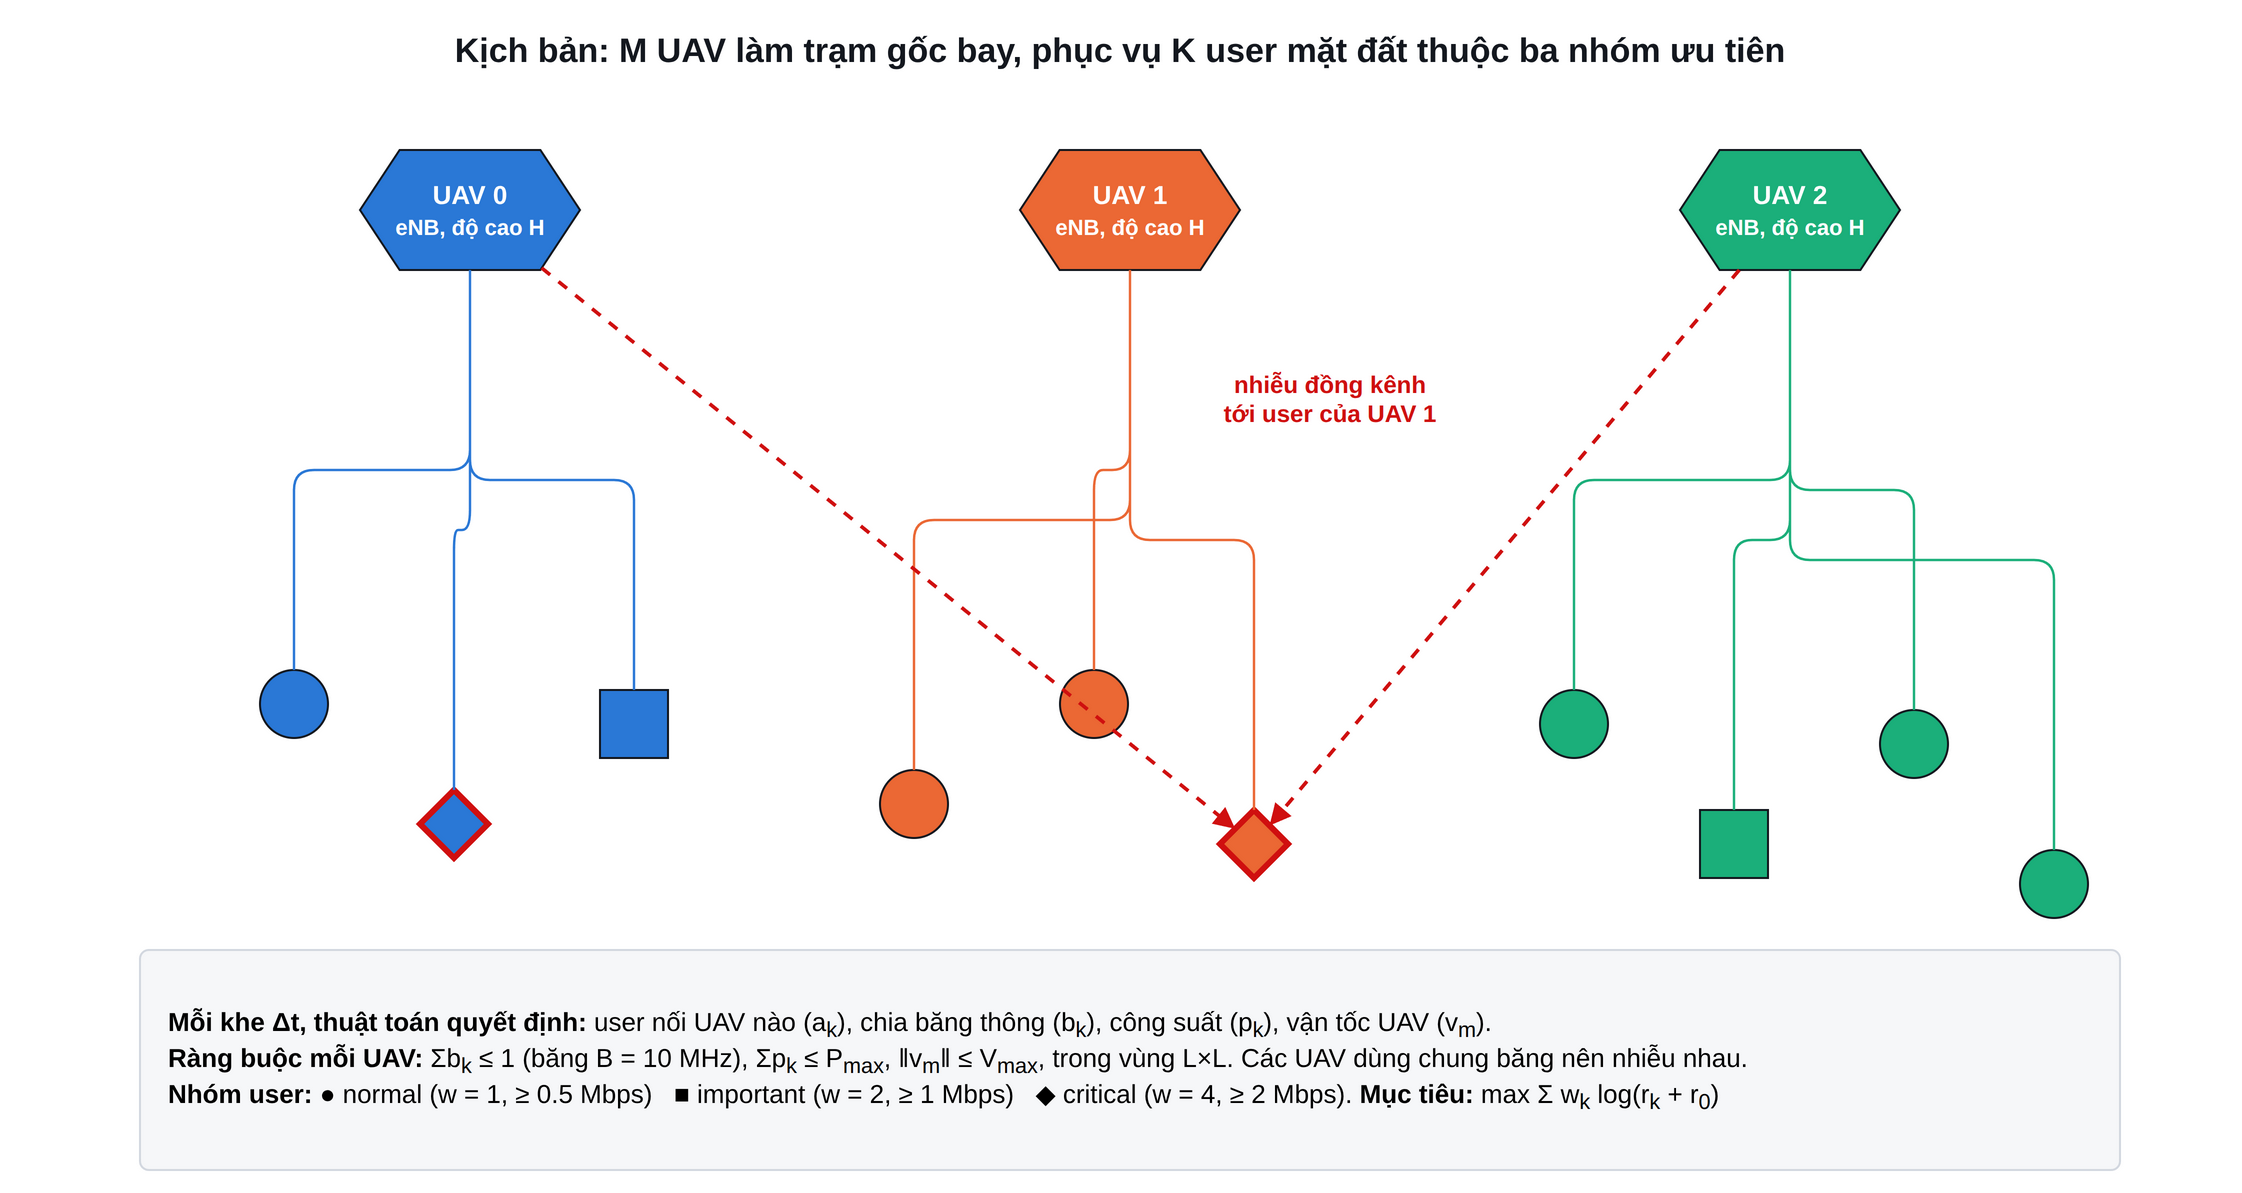 Kịch bản: M UAV làm trạm gốc bay, phục vụ K user mặt đất thuộc ba nhóm ưu tiên
UAV 0
eNB, độ cao H
UAV 1
eNB, độ cao H
UAV 2
eNB, độ cao H
nhiễu đồng kênh
tới user của UAV 1
Mỗi khe Δt, thuật toán quyết định: user nối UAV nào (aₖ), chia băng thông (bₖ), công suất (pₖ), vận tốc UAV (vₘ).
Ràng buộc mỗi UAV: Σbₖ ≤ 1 (băng B = 10 MHz), Σpₖ ≤ Pₘₐₓ, ‖vₘ‖ ≤ Vₘₐₓ, trong vùng L×L. Các UAV dùng chung băng nên nhiễu nhau.
Nhóm user: ● normal (w = 1, ≥ 0.5 Mbps) ■ important (w = 2, ≥ 1 Mbps) ◆ critical (w = 4, ≥ 2 Mbps). Mục tiêu: max Σ wₖ log(rₖ + r₀)